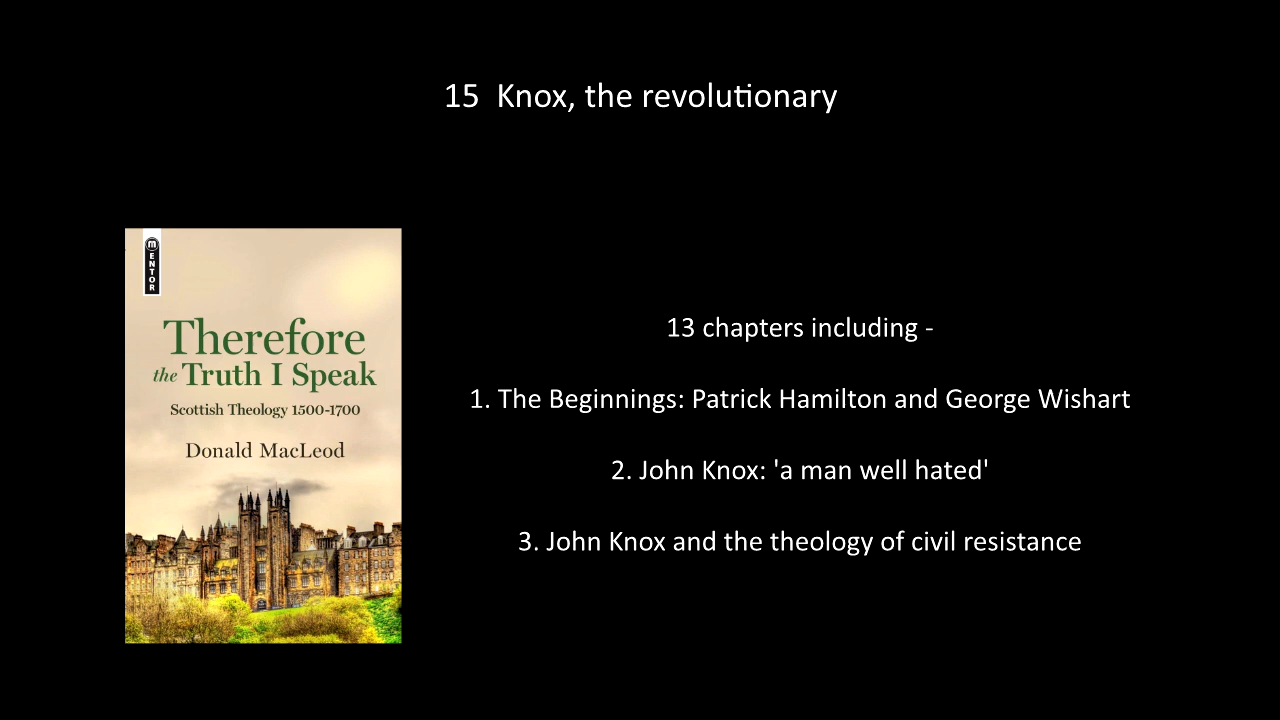 15  Knox, the revolutionary
MENTOR
Therefore
the Truth I Speak
Scottish Theology 1500-1700
Donald MacLeod
13 chapters including -
1. The Beginnings: Patrick Hamilton and George Wishart
2. John Knox: 'a man well hated'
3. John Knox and the theology of civil resistance